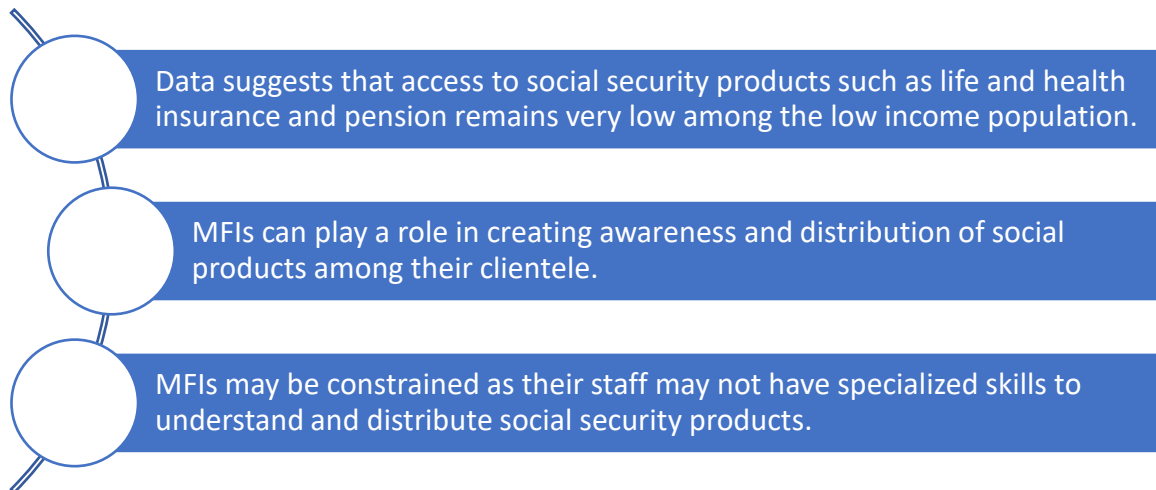 Data suggests that access to social security products such as life and health
insurance and pension remains very low among the low income population.
MFIs can play a role in creating awareness and distribution of social
products among their clientele.
MFIs may be constrained as their staff may not have specialized skills to
understand and distribute social security products.